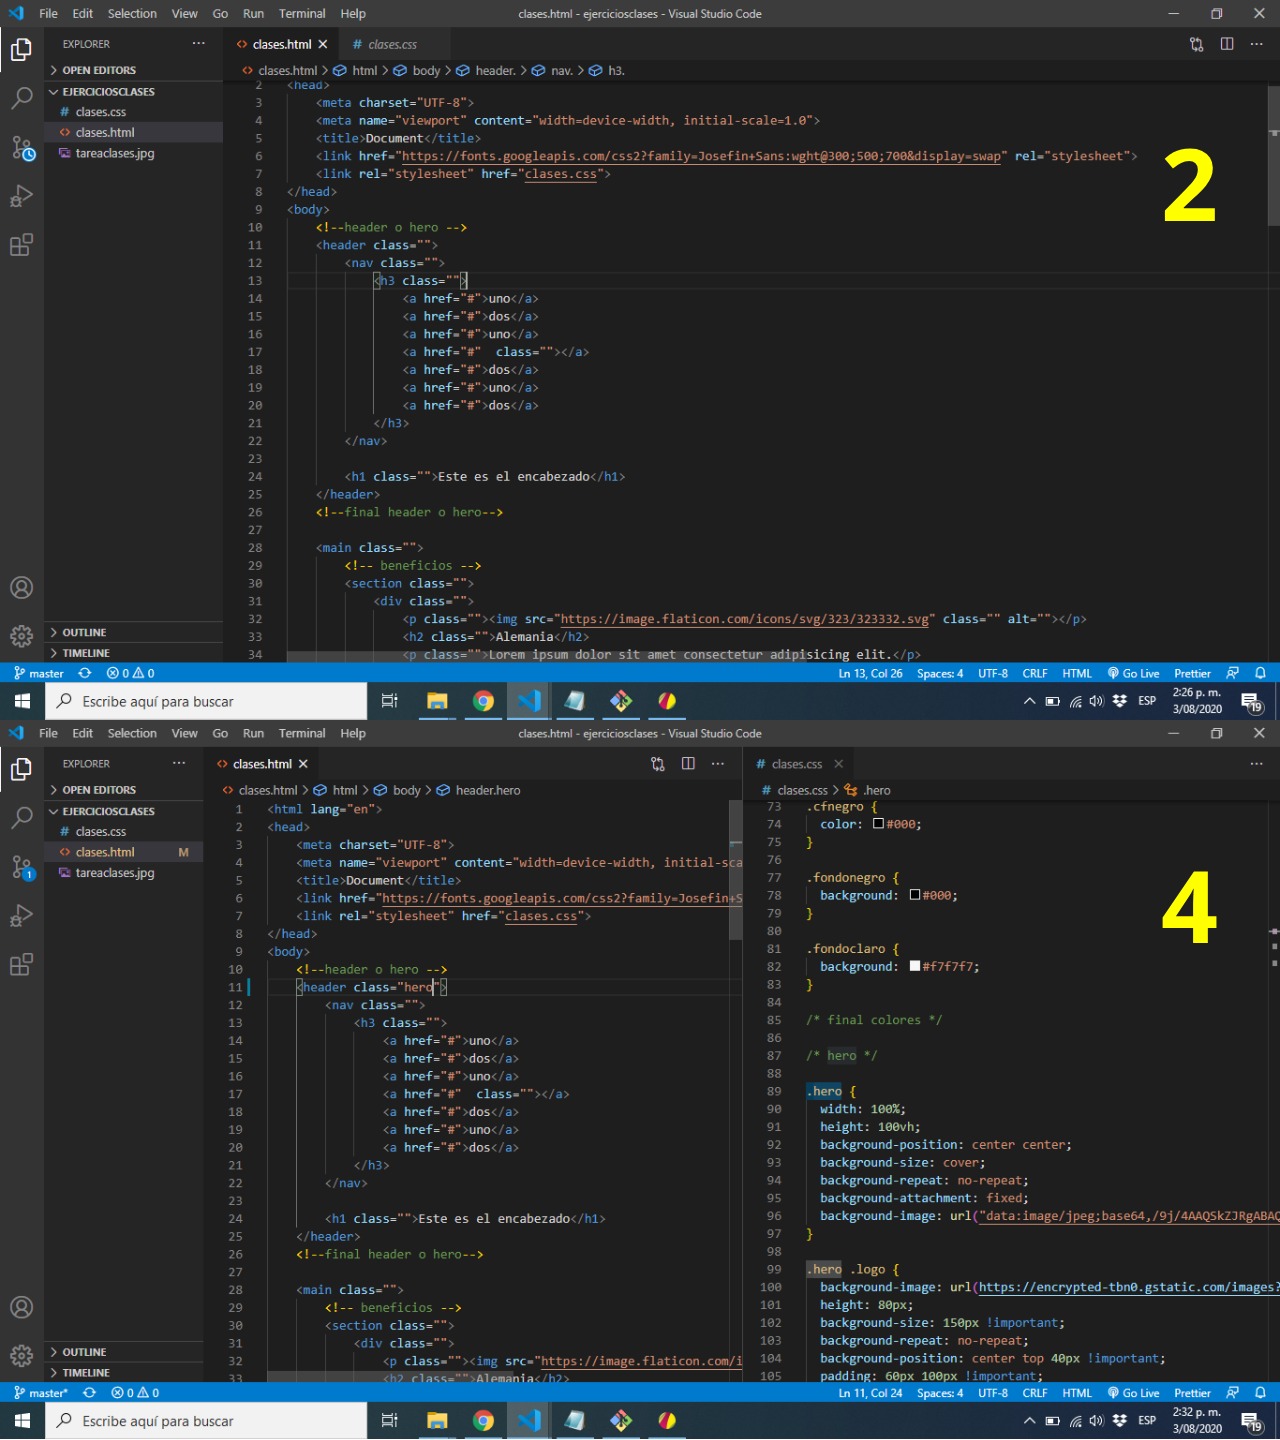 File Edit Selection View Go Run Terminal Help clases.html - ejerciciosclases - Visual Studio Code
EXPLORER ··· clases.html clases.css
OPEN EDITORS
clases.html > html > body > header. > nav. > h3.
EJERCICIOSCLASES
clases.css
clases.html
tareaclases.jpg
2 <head>
3 <meta charset="UTF-8">
4 <meta name="viewport" content="width=device-width, initial-scale=1.0">
5 <title>Document</title>
6 <link href="https://fonts.googleapis.com/css2?family=Josefin+Sans:wght@300;500;700&display=swap" rel="stylesheet">
7 <link rel="stylesheet" href="clases.css">
8 </head>
9 <body>
10 <!--header o hero -->
11 <header class="">
12 <nav class="">
13 <h3 class="">
14 <a href="#">uno</a>
15 <a href="#">dos</a>
16 <a href="#">uno</a>
17 <a href="#"  class=""></a>
18 <a href="#">dos</a>
19 <a href="#">uno</a>
20 <a href="#">dos</a>
21 </h3>
22 </nav>
23
24 <h1 class="">Este es el encabezado</h1>
25 </header>
26 <!--final header o hero-->
27
28 <main class="">
29 <!-- beneficios -->
30 <section class="">
31 <div class="">
32 <p class=""><img src="https://image.flaticon.com/icons/svg/323/323332.svg" class="" alt=""></p>
33 <h2 class="">Alemania</h2>
34 <p class="">Lorem ipsum dolor sit amet consectetur adipisicing elit.</p>
2
OUTLINE
TIMELINE
master 0 0 Ln 13, Col 26 Spaces: 4 UTF-8 CRLF HTML Go Live Prettier
Escribe aquí para buscar ESP 2:26 p. m.
3/08/2020 19
File Edit Selection View Go Run Terminal Help clases.html - ejerciciosclases - Visual Studio Code
EXPLORER ··· clases.html ··· clases.css ···
OPEN EDITORS
clases.html > html > body > header.hero
clases.css > .hero
EJERCICIOSCLASES
clases.css
clases.html M
tareaclases.jpg
1
1 <html lang="en">
2 <head>
3 <meta charset="UTF-8">
4 <meta name="viewport" content="width=device-width, initial-sca
5 <title>Document</title>
6 <link href="https://fonts.googleapis.com/css2?family=Josefin+S
7 <link rel="stylesheet" href="clases.css">
8 </head>
9 <body>
10 <!--header o hero -->
11 <header class="hero">
12 <nav class="">
13 <h3 class="">
14 <a href="#">uno</a>
15 <a href="#">dos</a>
16 <a href="#">uno</a>
17 <a href="#"  class=""></a>
18 <a href="#">dos</a>
19 <a href="#">uno</a>
20 <a href="#">dos</a>
21 </h3>
22 </nav>
23
24 <h1 class="">Este es el encabezado</h1>
25 </header>
26 <!--final header o hero-->
27
28 <main class="">
29 <!-- beneficios -->
30 <section class="">
31 <div class="">
32 <p class=""><img src="https://image.flaticon.com/i
33 <h2 class="">Alemania</h2>
73 .cfnegro {
74 color: #000;
75 }
76
77 .fondonegro {
78 background: #000;
79 }
80
81 .fondoclaro {
82 background: #f7f7f7;
83 }
84
85 /* final colores */
86
87 /* hero */
88
89 .hero {
90 width: 100%;
91 height: 100vh;
92 background-position: center center;
93 background-size: cover;
94 background-repeat: no-repeat;
95 background-attachment: fixed;
96 background-image: url("data:image/jpeg;base64,/9j/4AAQSkZJRgABAQ
97 }
98
99 .hero .logo {
100 background-image: url(https://encrypted-tbn0.gstatic.com/images?
101 height: 80px;
102 background-size: 150px !important;
103 background-repeat: no-repeat;
104 background-position: center top 40px !important;
105 padding: 60px 100px !important;
4
OUTLINE
TIMELINE
master* 0 0 Ln 11, Col 24 Spaces: 4 UTF-8 CRLF HTML Go Live Prettier
Escribe aquí para buscar ESP 2:32 p. m.
3/08/2020 19